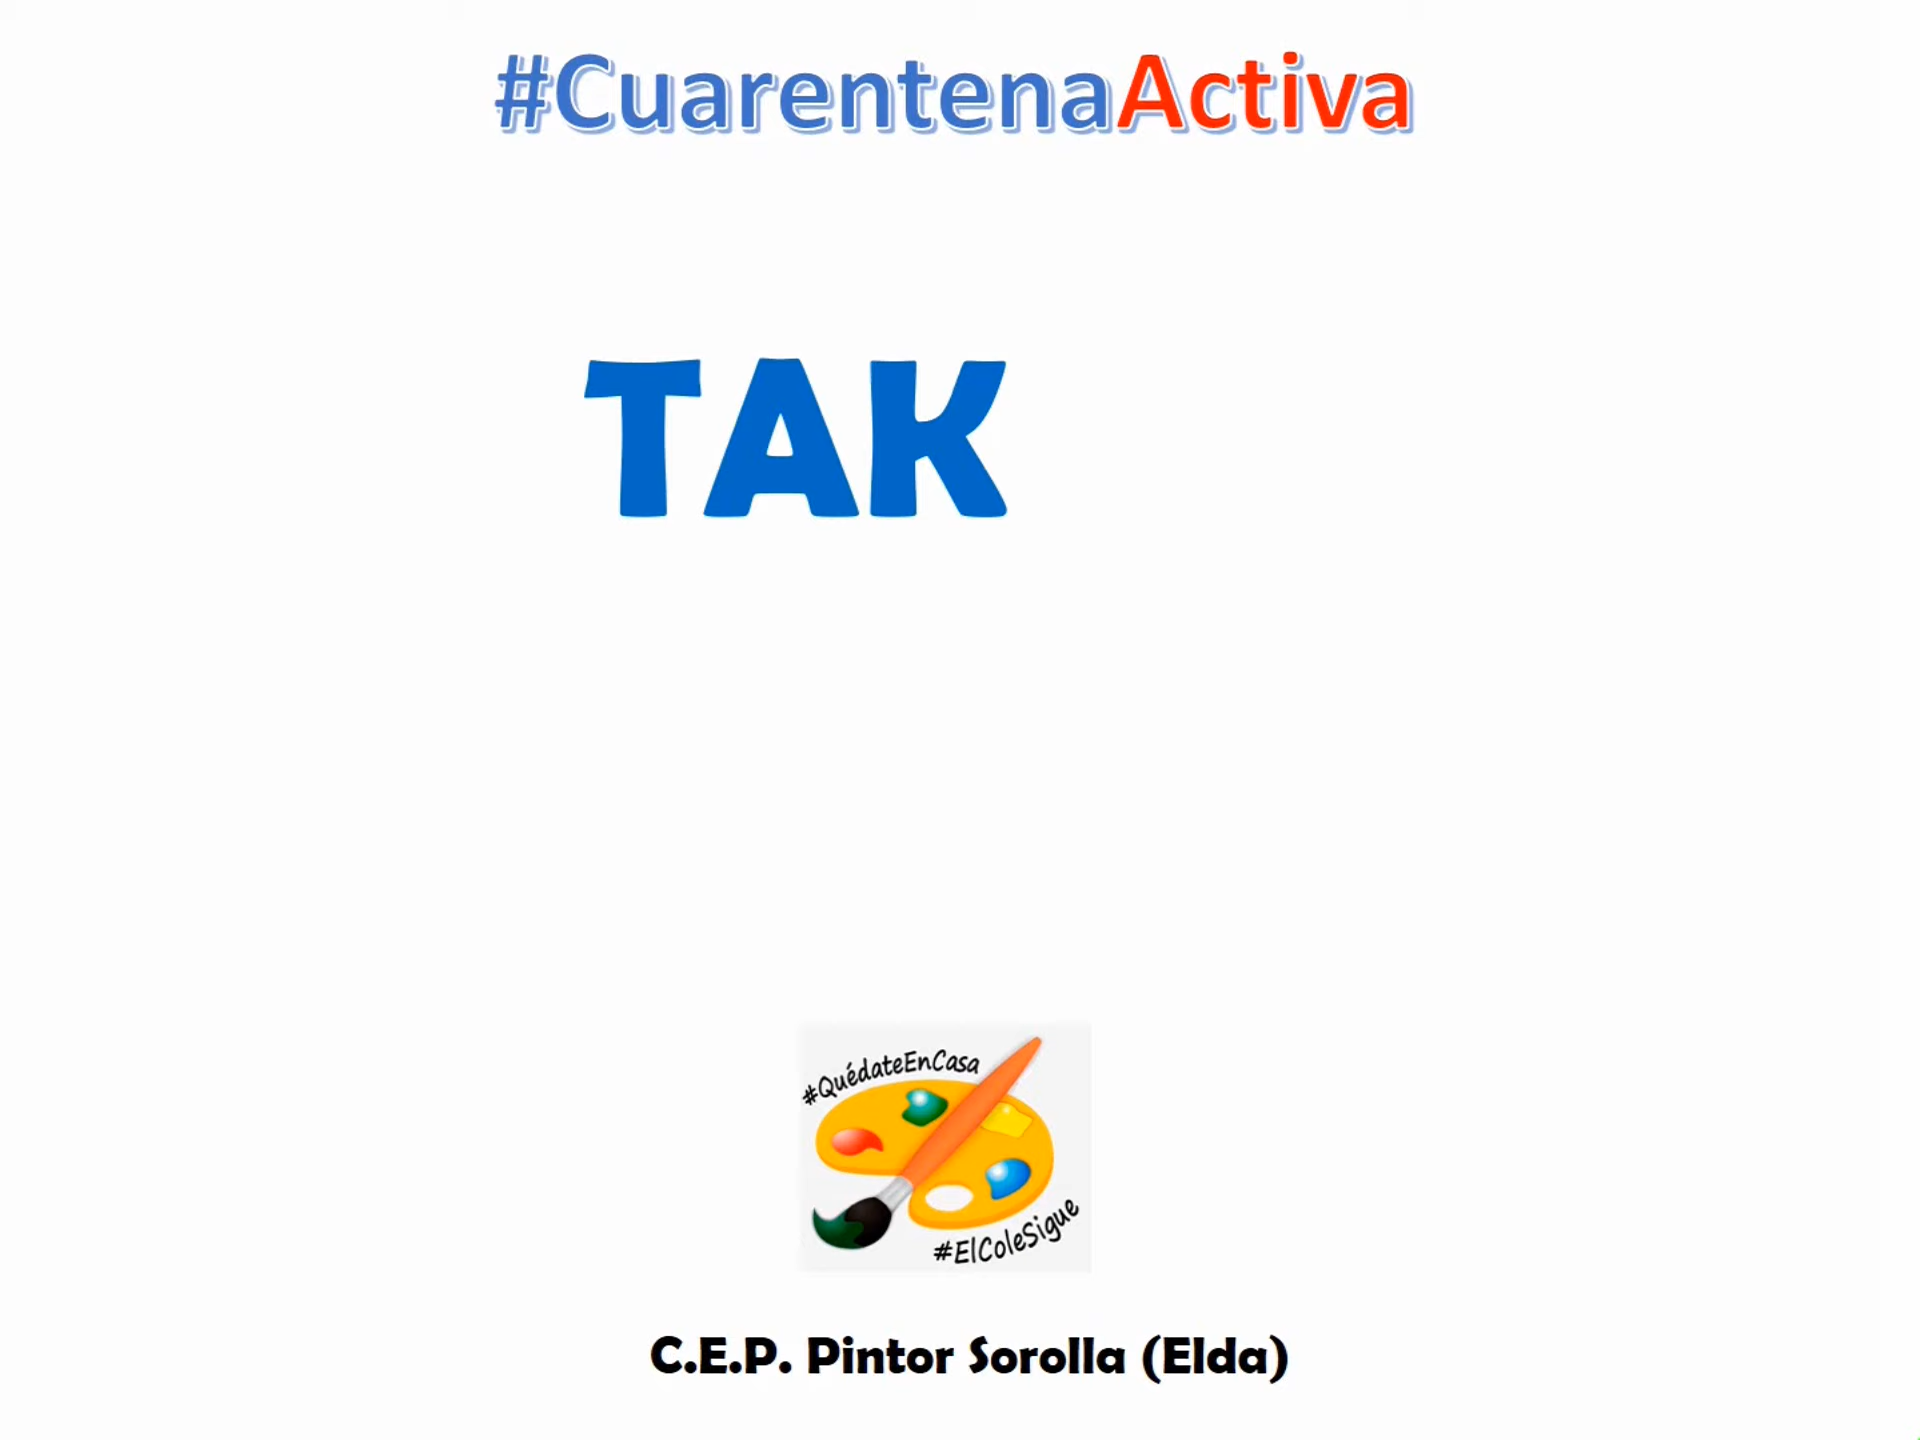 #CuarentenaActiva
TAK
#QuédateEnCasa
#ElColeSigue
C.E.P. Pintor Sorolla (Elda)